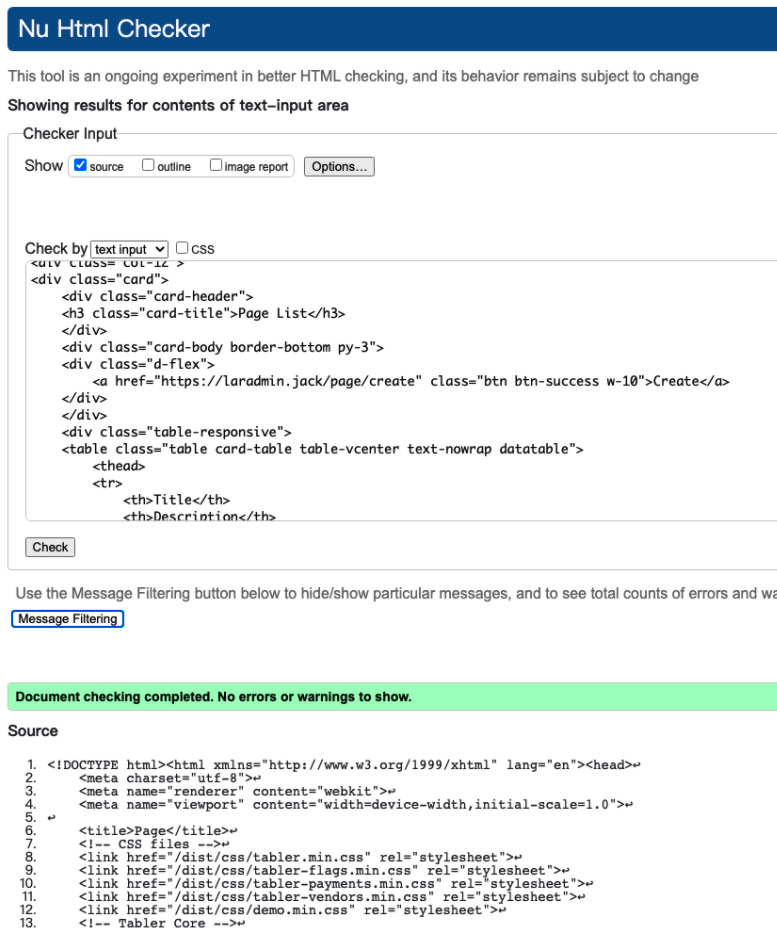 Nu Html Checker
This tool is an ongoing experiment in better HTML checking, and its behavior remains subject to change
Showing results for contents of text-input area
Checker Input
Show source outline image report Options...
Check by text input CSS
<div class="col-12">
<div class="card">
    <div class="card-header">
    <h3 class="card-title">Page List</h3>
    </div>
    <div class="card-body border-bottom py-3">
    <div class="d-flex">
        <a href="https://laradmin.jack/page/create" class="btn btn-success w-10">Create</a>
    </div>
    </div>
    <div class="table-responsive">
    <table class="table card-table table-vcenter text-nowrap datatable">
        <thead>
        <tr>
            <th>Title</th>
            <th>Description</th>
Check
Use the Message Filtering button below to hide/show particular messages, and to see total counts of errors and wa
Message Filtering
Document checking completed. No errors or warnings to show.
Source
1. <!DOCTYPE html><html xmlns="http://www.w3.org/1999/xhtml" lang="en"><head>↩
2.     <meta charset="utf-8">↩
3.     <meta name="renderer" content="webkit">↩
4.     <meta name="viewport" content="width=device-width,initial-scale=1.0">↩
5. ↩
6.     <title>Page</title>↩
7.     <!-- CSS files -->↩
8.     <link href="/dist/css/tabler.min.css" rel="stylesheet">↩
9.     <link href="/dist/css/tabler-flags.min.css" rel="stylesheet">↩
10.     <link href="/dist/css/tabler-payments.min.css" rel="stylesheet">↩
11.     <link href="/dist/css/tabler-vendors.min.css" rel="stylesheet">↩
12.     <link href="/dist/css/demo.min.css" rel="stylesheet">↩
13.     <!-- Tabler Core -->↩